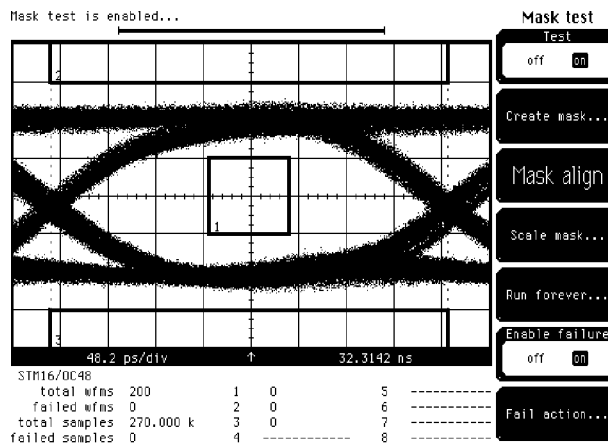 Mask test is enabled...
Mask test
Test
off on
Create mask...
Mask align
Scale mask...
Run forever...
Enable failure
off on
Fail action...
2
1
3
48.2 ps/div ↑ 32.3142 ns
STM16/OC48
total wfms 200 1 0 5 ------------
failed wfms 0 2 0 6 ------------
total samples 270.000 k 3 0 7 ------------
failed samples 0 4 ------------ 8 ------------